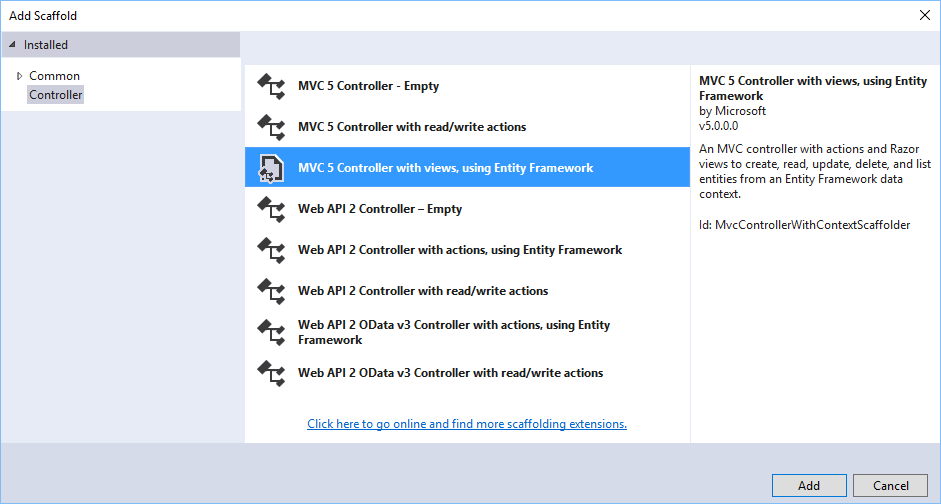 Add Scaffold
Installed
Common
Controller
MVC 5 Controller - Empty
MVC 5 Controller with read/write actions
MVC 5 Controller with views, using Entity Framework
Web API 2 Controller – Empty
Web API 2 Controller with actions, using Entity Framework
Web API 2 Controller with read/write actions
Web API 2 OData v3 Controller with actions, using Entity
Framework
Web API 2 OData v3 Controller with read/write actions
Click here to go online and find more scaffolding extensions.
MVC 5 Controller with views, using Entity
Framework
by Microsoft
v5.0.0.0
An MVC controller with actions and Razor
views to create, read, update, delete, and list
entities from an Entity Framework data
context.
Id: MvcControllerWithContextScaffolder
Add
Cancel